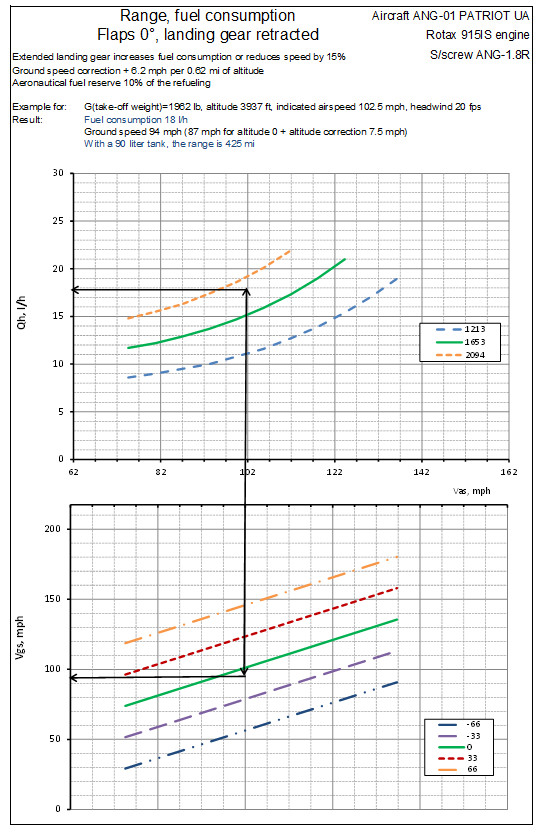 Range, fuel consumption
Flaps 0°, landing gear retracted
Aircraft ANG-01 PATRIOT UA
Rotax 915IS engine
S/screw ANG-1.8R
Extended landing gear increases fuel consumption or reduces speed by 15%
Ground speed correction + 6.2 mph per 0.62 mi of altitude
Aeronautical fuel reserve 10% of the refueling
Example for: G(take-off weight)=1962 lb, altitude 3937 ft, indicated airspeed 102.5 mph, headwind 20 fps
Result: Fuel consumption 18 l/h
Ground speed 94 mph (87 mph for altitude 0 + altitude correction 7.5 mph)
With a 90 liter tank, the range is 425 mi
30
25
20
15
10
5
0
Qh, l/h
1213
1653
2094
62 82 102 122 142 162
Vas, mph
200
150
100
50
0
Vgs, mph
-66
-33
0
33
66